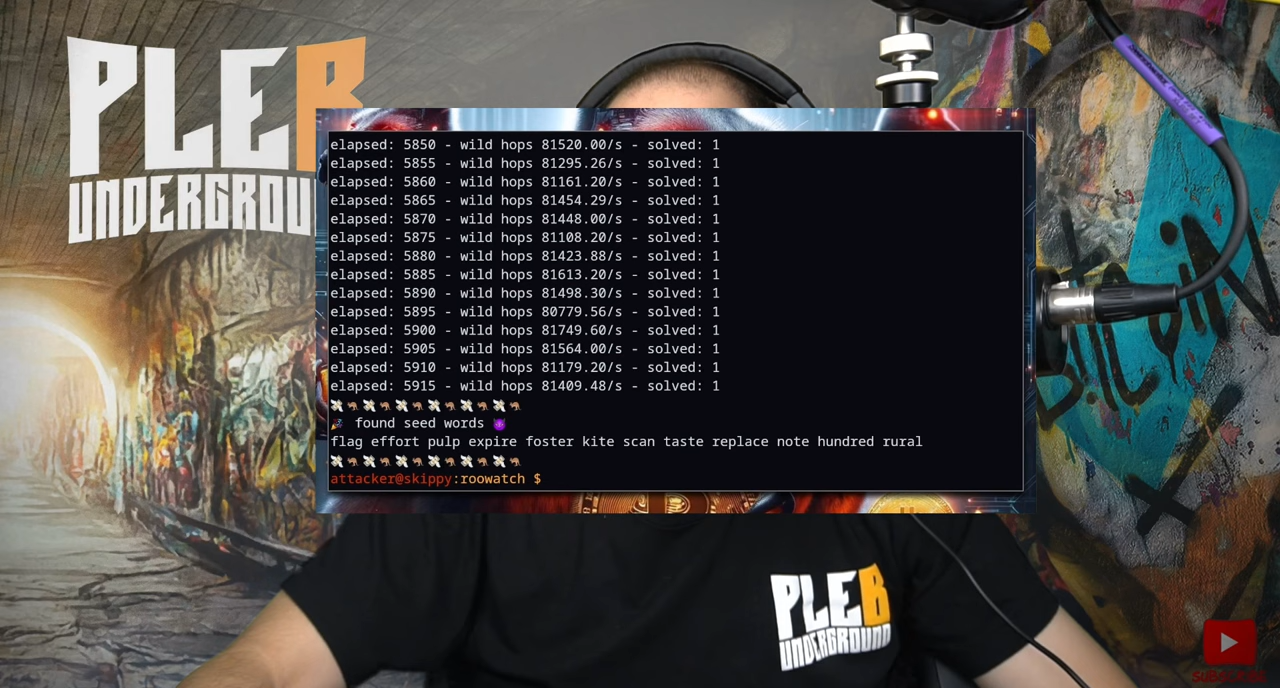 PLEB
UNDERGROU
elapsed: 5850 - wild hops 81520.00/s - solved: 1
elapsed: 5855 - wild hops 81295.26/s - solved: 1
elapsed: 5860 - wild hops 81161.20/s - solved: 1
elapsed: 5865 - wild hops 81454.29/s - solved: 1
elapsed: 5870 - wild hops 81448.00/s - solved: 1
elapsed: 5875 - wild hops 81108.20/s - solved: 1
elapsed: 5880 - wild hops 81423.88/s - solved: 1
elapsed: 5885 - wild hops 81613.20/s - solved: 1
elapsed: 5890 - wild hops 81498.30/s - solved: 1
elapsed: 5895 - wild hops 80779.56/s - solved: 1
elapsed: 5900 - wild hops 81749.60/s - solved: 1
elapsed: 5905 - wild hops 81564.00/s - solved: 1
elapsed: 5910 - wild hops 81179.20/s - solved: 1
elapsed: 5915 - wild hops 81409.48/s - solved: 1
found seed words
flag effort pulp expire foster kite scan taste replace note hundred rural
attacker@skippy:roowatch $
PLEB
UNDERGROUND
SUBSCRIBE